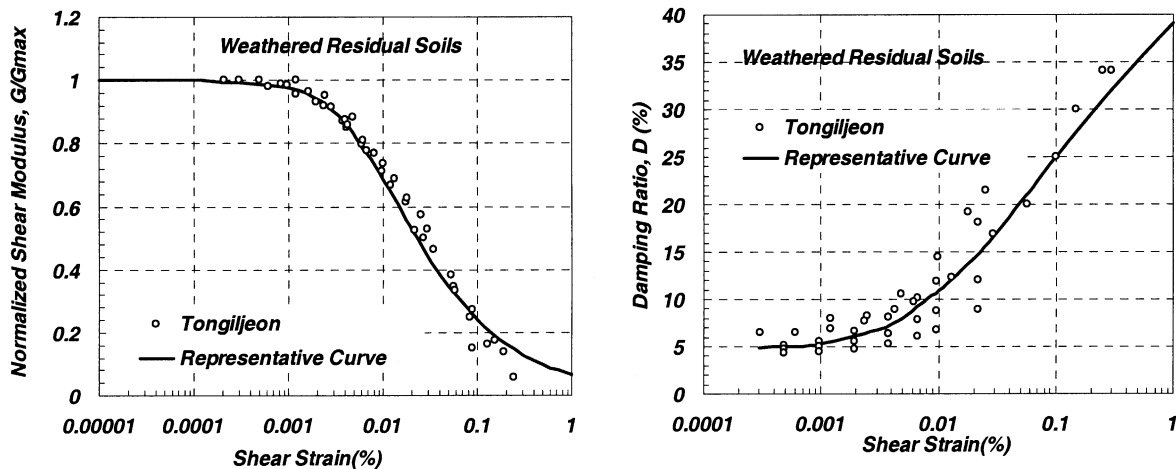 Normalized Shear Modulus, G/Gmax
1.2
1
0.8
0.6
0.4
0.2
0
Weathered Residual Soils
Tongiljeon
Representative Curve
0.00001 0.0001 0.001 0.01 0.1 1
Shear Strain(%)
Damping Ratio, D (%)
40
35
30
25
20
15
10
5
0
Weathered Residual Soils
Tongiljeon
Representative Curve
0.0001 0.001 0.01 0.1 1
Shear Strain(%)